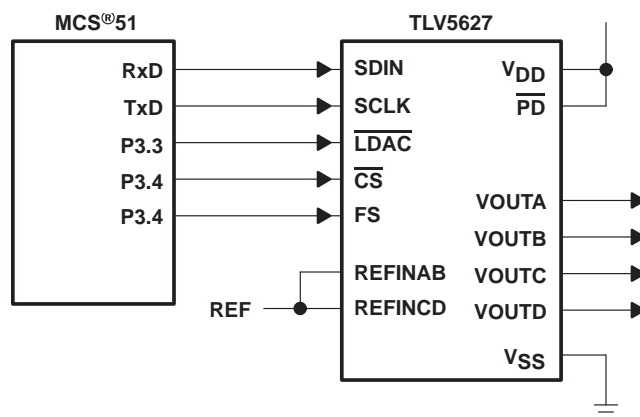 MCS®51
TLV5627
RxD
TxD
P3.3
P3.4
P3.4
SDIN
SCLK
LDAC
CS
FS
REFINAB
REFINCD
REF
VDD
PD
VOUTA
VOUTB
VOUTC
VOUTD
VSS